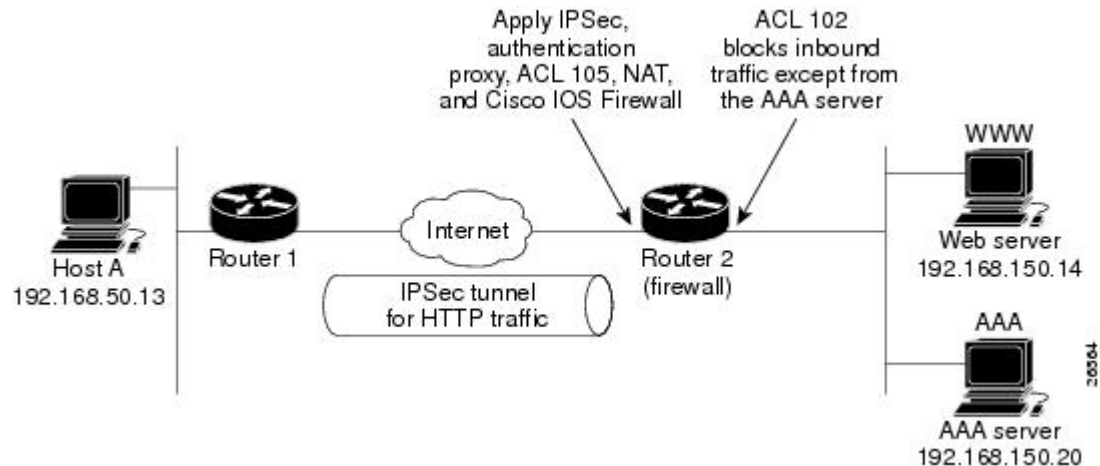 Apply IPSec,
authentication
proxy, ACL 105, NAT,
and Cisco IOS Firewall
ACL 102
blocks inbound
traffic except from
the AAA server
WWW
Internet
Host A
192.168.50.13
Router 1
Router 2
(firewall)
Web server
192.168.150.14
IPSec tunnel
for HTTP traffic
AAA
AAA server
192.168.150.20
26564